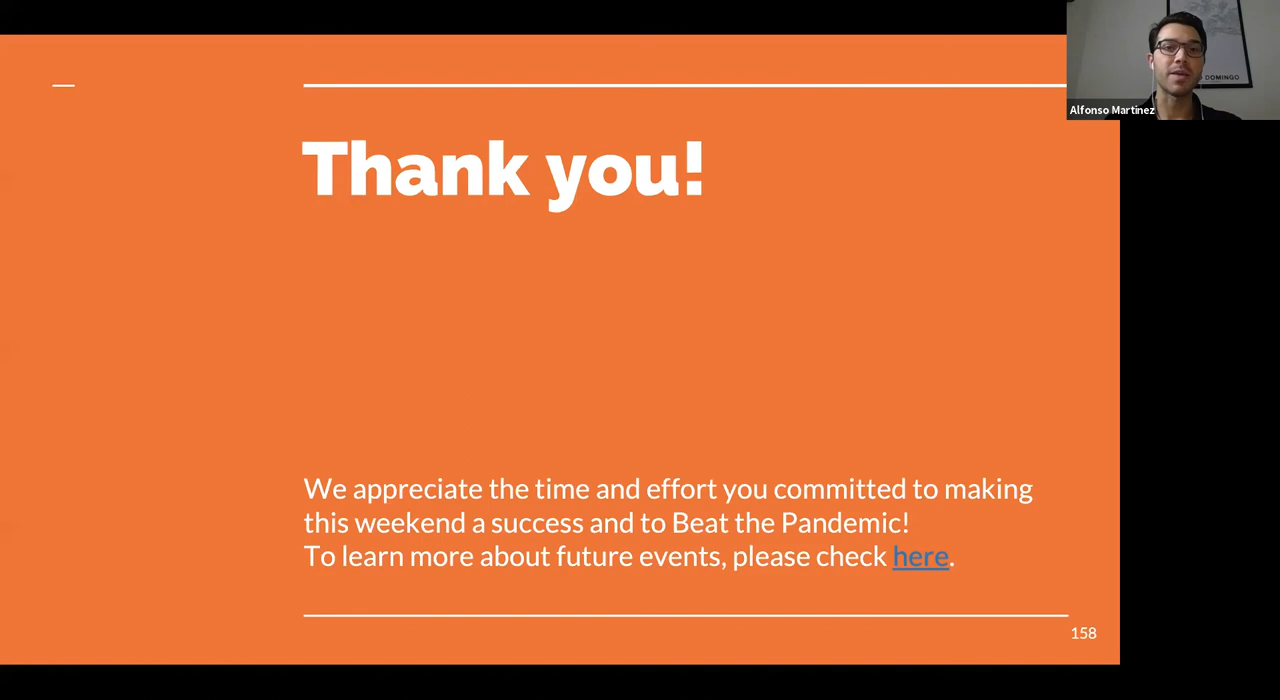 DOMINGO
Alfonso Martinez
Thank you!
We appreciate the time and effort you committed to making
this weekend a success and to Beat the Pandemic!
To learn more about future events, please check here.
158